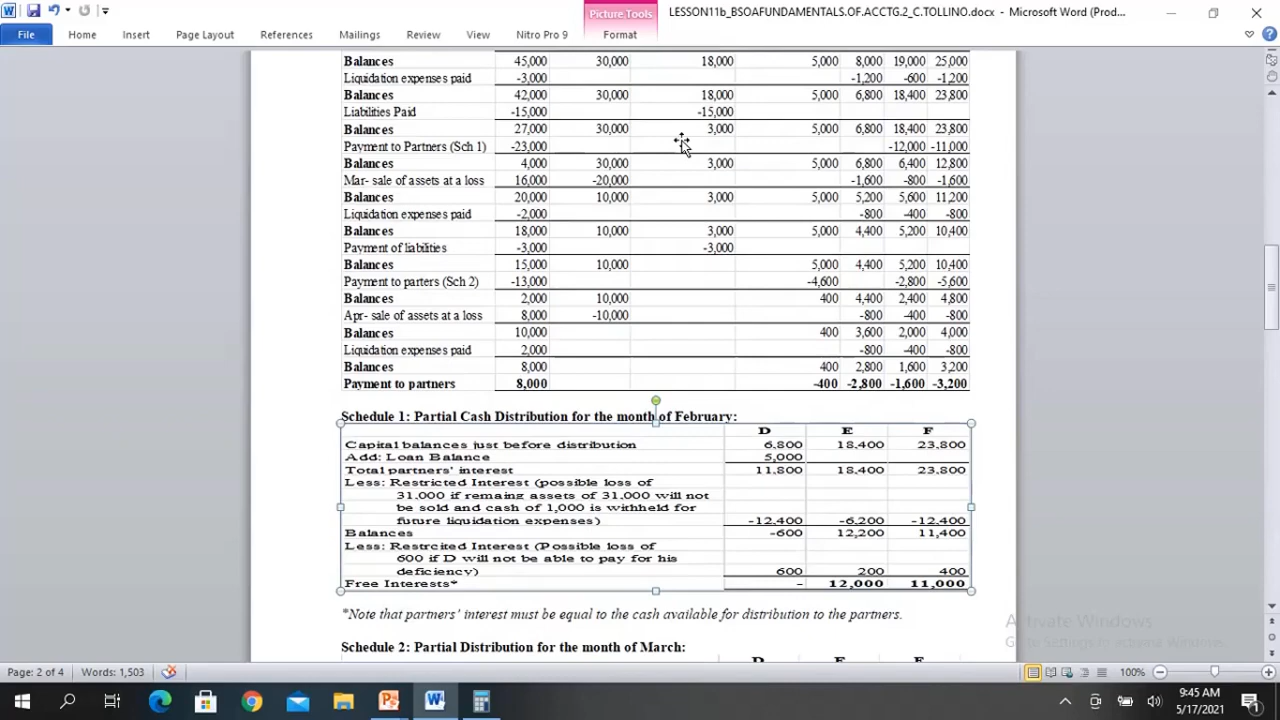 Picture Tools
LESSON11b_BSOAFUNDAMENTALS.OF.ACCTG.2_C.TOLLINO.docx - Microsoft Word (Prod...
File Home Insert Page Layout References Mailings Review View Nitro Pro 9 Format
Balances 45,000 30,000 18,000 5,000 8,000 19,000 25,000
Liquidation expenses paid -3,000 -1,200 -600 -1,200
Balances 42,000 30,000 18,000 5,000 6,800 18,400 23,800
Liabilities Paid -15,000 -15,000
Balances 27,000 30,000 3,000 5,000 6,800 18,400 23,800
Payment to Partners (Sch 1) -23,000 -12,000 -11,000
Balances 4,000 30,000 3,000 5,000 6,800 6,400 12,800
Mar- sale of assets at a loss 16,000 -20,000 -1,600 -800 -1,600
Balances 20,000 10,000 3,000 5,000 5,200 5,600 11,200
Liquidation expenses paid -2,000 -800 -400 -800
Balances 18,000 10,000 3,000 5,000 4,400 5,200 10,400
Payment of liabilities -3,000 -3,000
Balances 15,000 10,000 5,000 4,400 5,200 10,400
Payment to parters (Sch 2) -13,000 -4,600 -2,800 -5,600
Balances 2,000 10,000 400 4,400 2,400 4,800
Apr- sale of assets at a loss 8,000 -10,000 -800 -400 -800
Balances 10,000 400 3,600 2,000 4,000
Liquidation expenses paid 2,000 -800 -400 -800
Balances 8,000 400 2,800 1,600 3,200
Payment to partners 8,000 -400 -2,800 -1,600 -3,200
Schedule 1: Partial Cash Distribution for the month of February:
D E F
Capital balances just before distribution 6,800 18,400 23,800
Add: Loan Balance 5,000
Total partners' interest 11,800 18,400 23,800
Less: Restricted Interest (possible loss of
31,000 if remaing assets of 31,000 will not
be sold and cash of 1,000 is withheld for
future liquidation expenses) -12,400 -6,200 -12,400
Balances -600 12,200 11,400
Less: Restrcited Interest (Possible loss of
600 if D will not be able to pay for his
deficiency) 600 200 400
Free Interests* - 12,000 11,000
*Note that partners' interest must be equal to the cash available for distribution to the partners.
Schedule 2: Partial Distribution for the month of March:
D E F
Activate Windows
Go to Settings to activate Windows.
Page: 2 of 4 Words: 1,503 100%
9:45 AM
5/17/2021